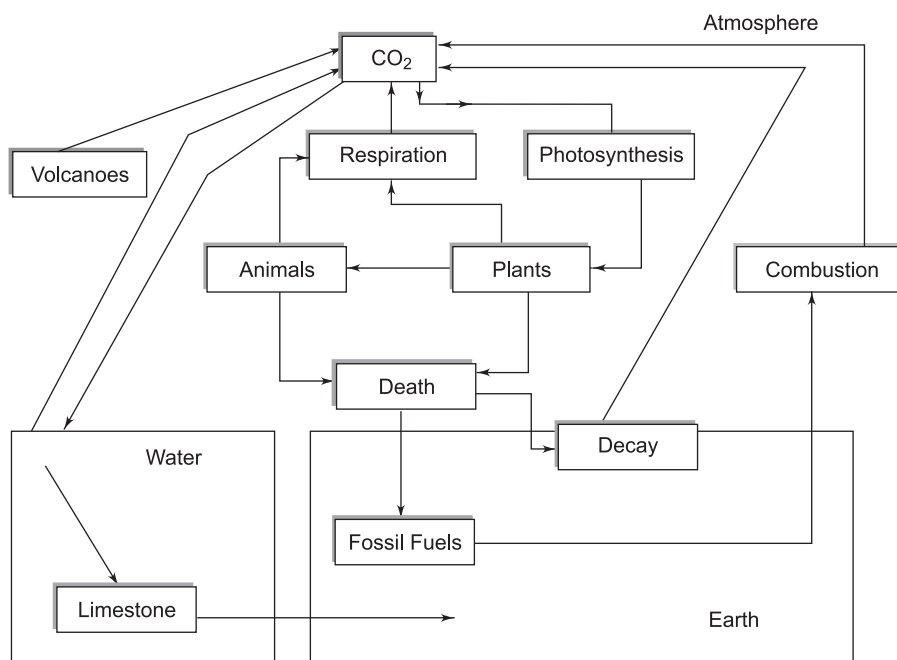 Atmosphere
CO₂
Respiration
Photosynthesis
Volcanoes
Animals
Plants
Combustion
Death
Decay
Water
Fossil Fuels
Limestone
Earth